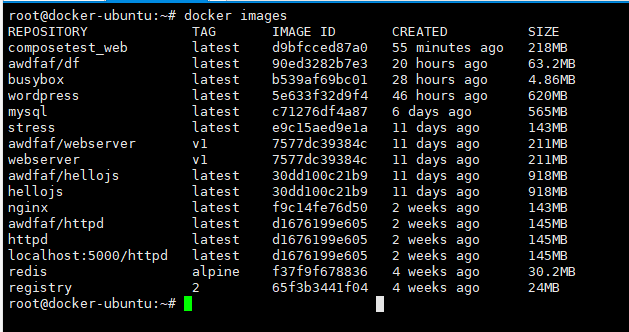 root@docker-ubuntu:~# docker images
REPOSITORY TAG IMAGE ID CREATED SIZE
composetest_web latest d9bfcced87a0 55 minutes ago 218MB
awdfaf/df latest 90ed3282b7e3 20 hours ago 63.2MB
busybox latest b539af69bc01 28 hours ago 4.86MB
wordpress latest 5e633f32d9f4 46 hours ago 620MB
mysql latest c71276df4a87 6 days ago 565MB
stress latest e9c15aed9e1a 11 days ago 143MB
awdfaf/webserver v1 7577dc39384c 11 days ago 211MB
webserver v1 7577dc39384c 11 days ago 211MB
awdfaf/hellojs latest 30dd100c21b9 11 days ago 918MB
hellojs latest 30dd100c21b9 11 days ago 918MB
nginx latest f9c14fe76d50 2 weeks ago 143MB
awdfaf/httpd latest d1676199e605 2 weeks ago 145MB
httpd latest d1676199e605 2 weeks ago 145MB
localhost:5000/httpd latest d1676199e605 2 weeks ago 145MB
redis alpine f37f9f678836 4 weeks ago 30.2MB
registry 2 65f3b3441f04 4 weeks ago 24MB
root@docker-ubuntu:~#